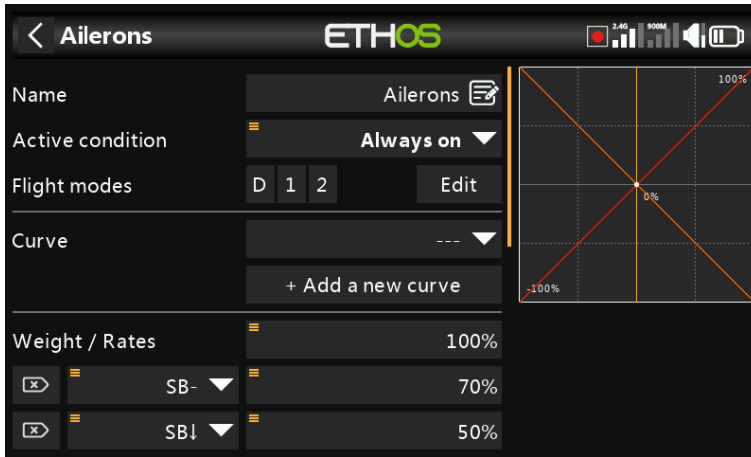 Ailerons
ETHOS
2.4G 900M
Name Ailerons
Active condition Always on
Flight modes D 1 2 Edit
Curve ---
+ Add a new curve
Weight / Rates 100%
SB- 70%
SB↓ 50%
100%
0%
-100%